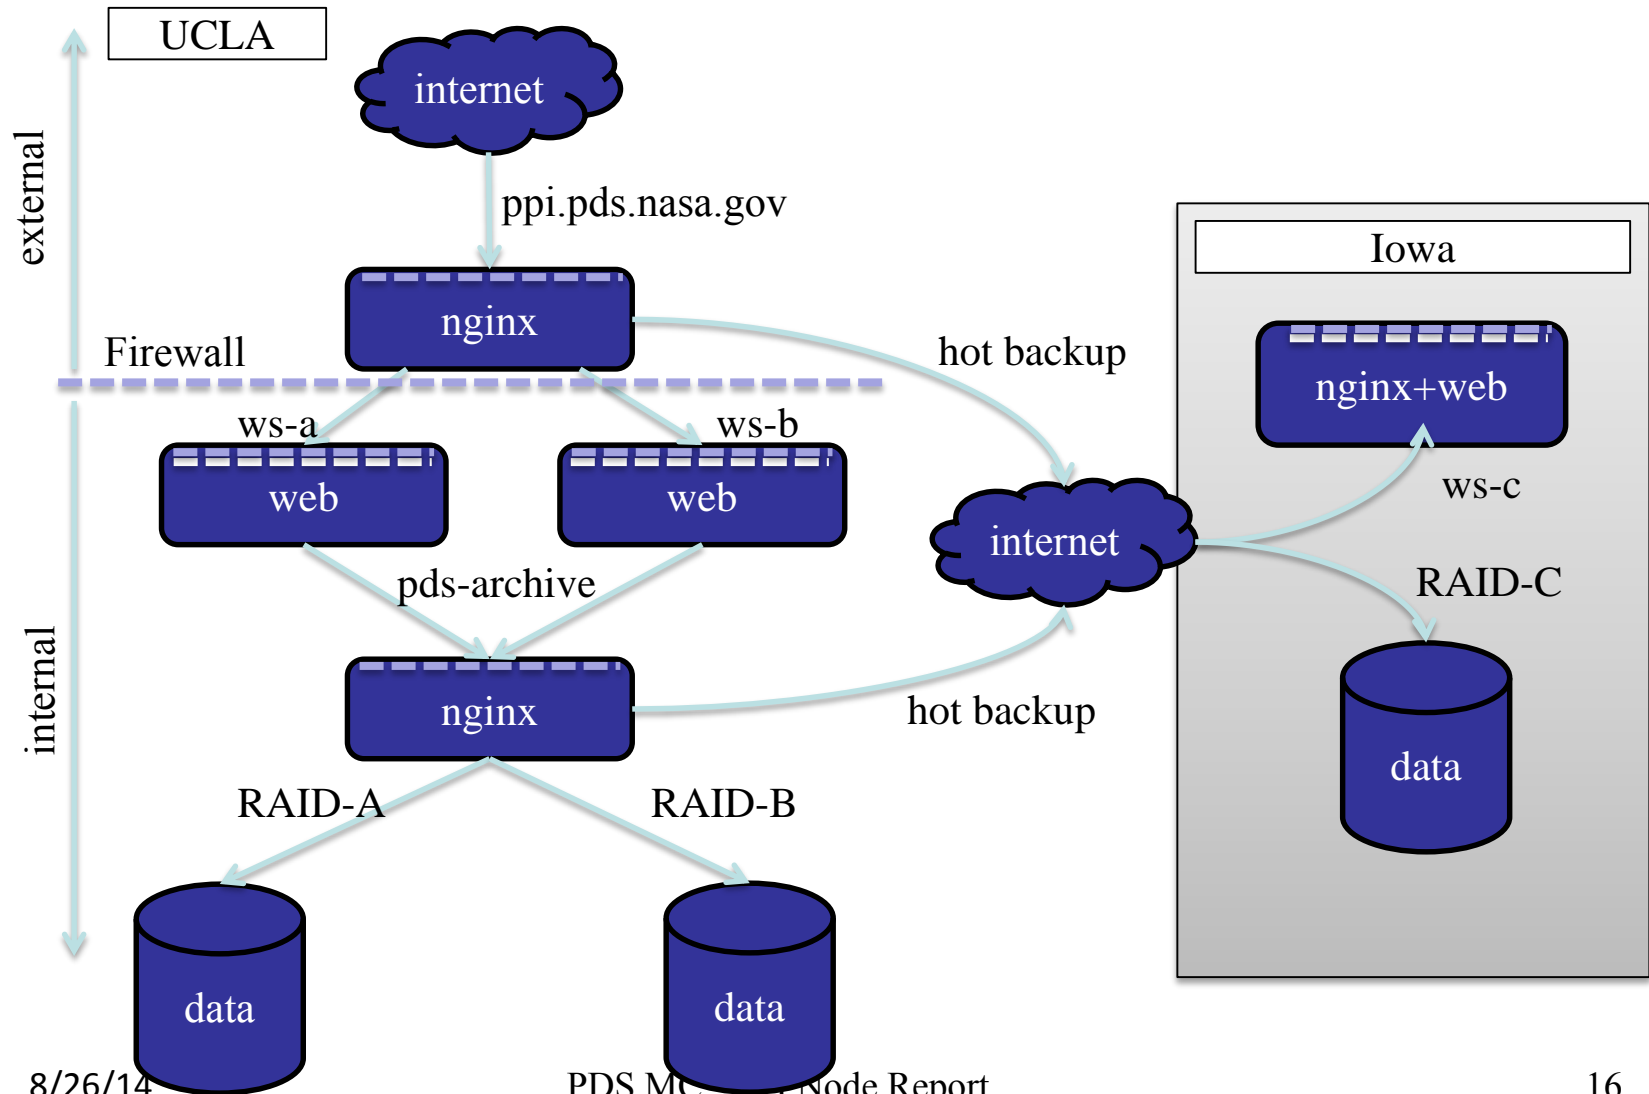 UCLA
internet
external
ppi.pds.nasa.gov
Iowa
nginx
Firewall
hot backup
nginx+web
ws-a
ws-b
web
web
ws-c
internet
pds-archive
RAID-C
internal
nginx
hot backup
data
RAID-A
RAID-B
data
data
8/26/14
PDS Node Report
16